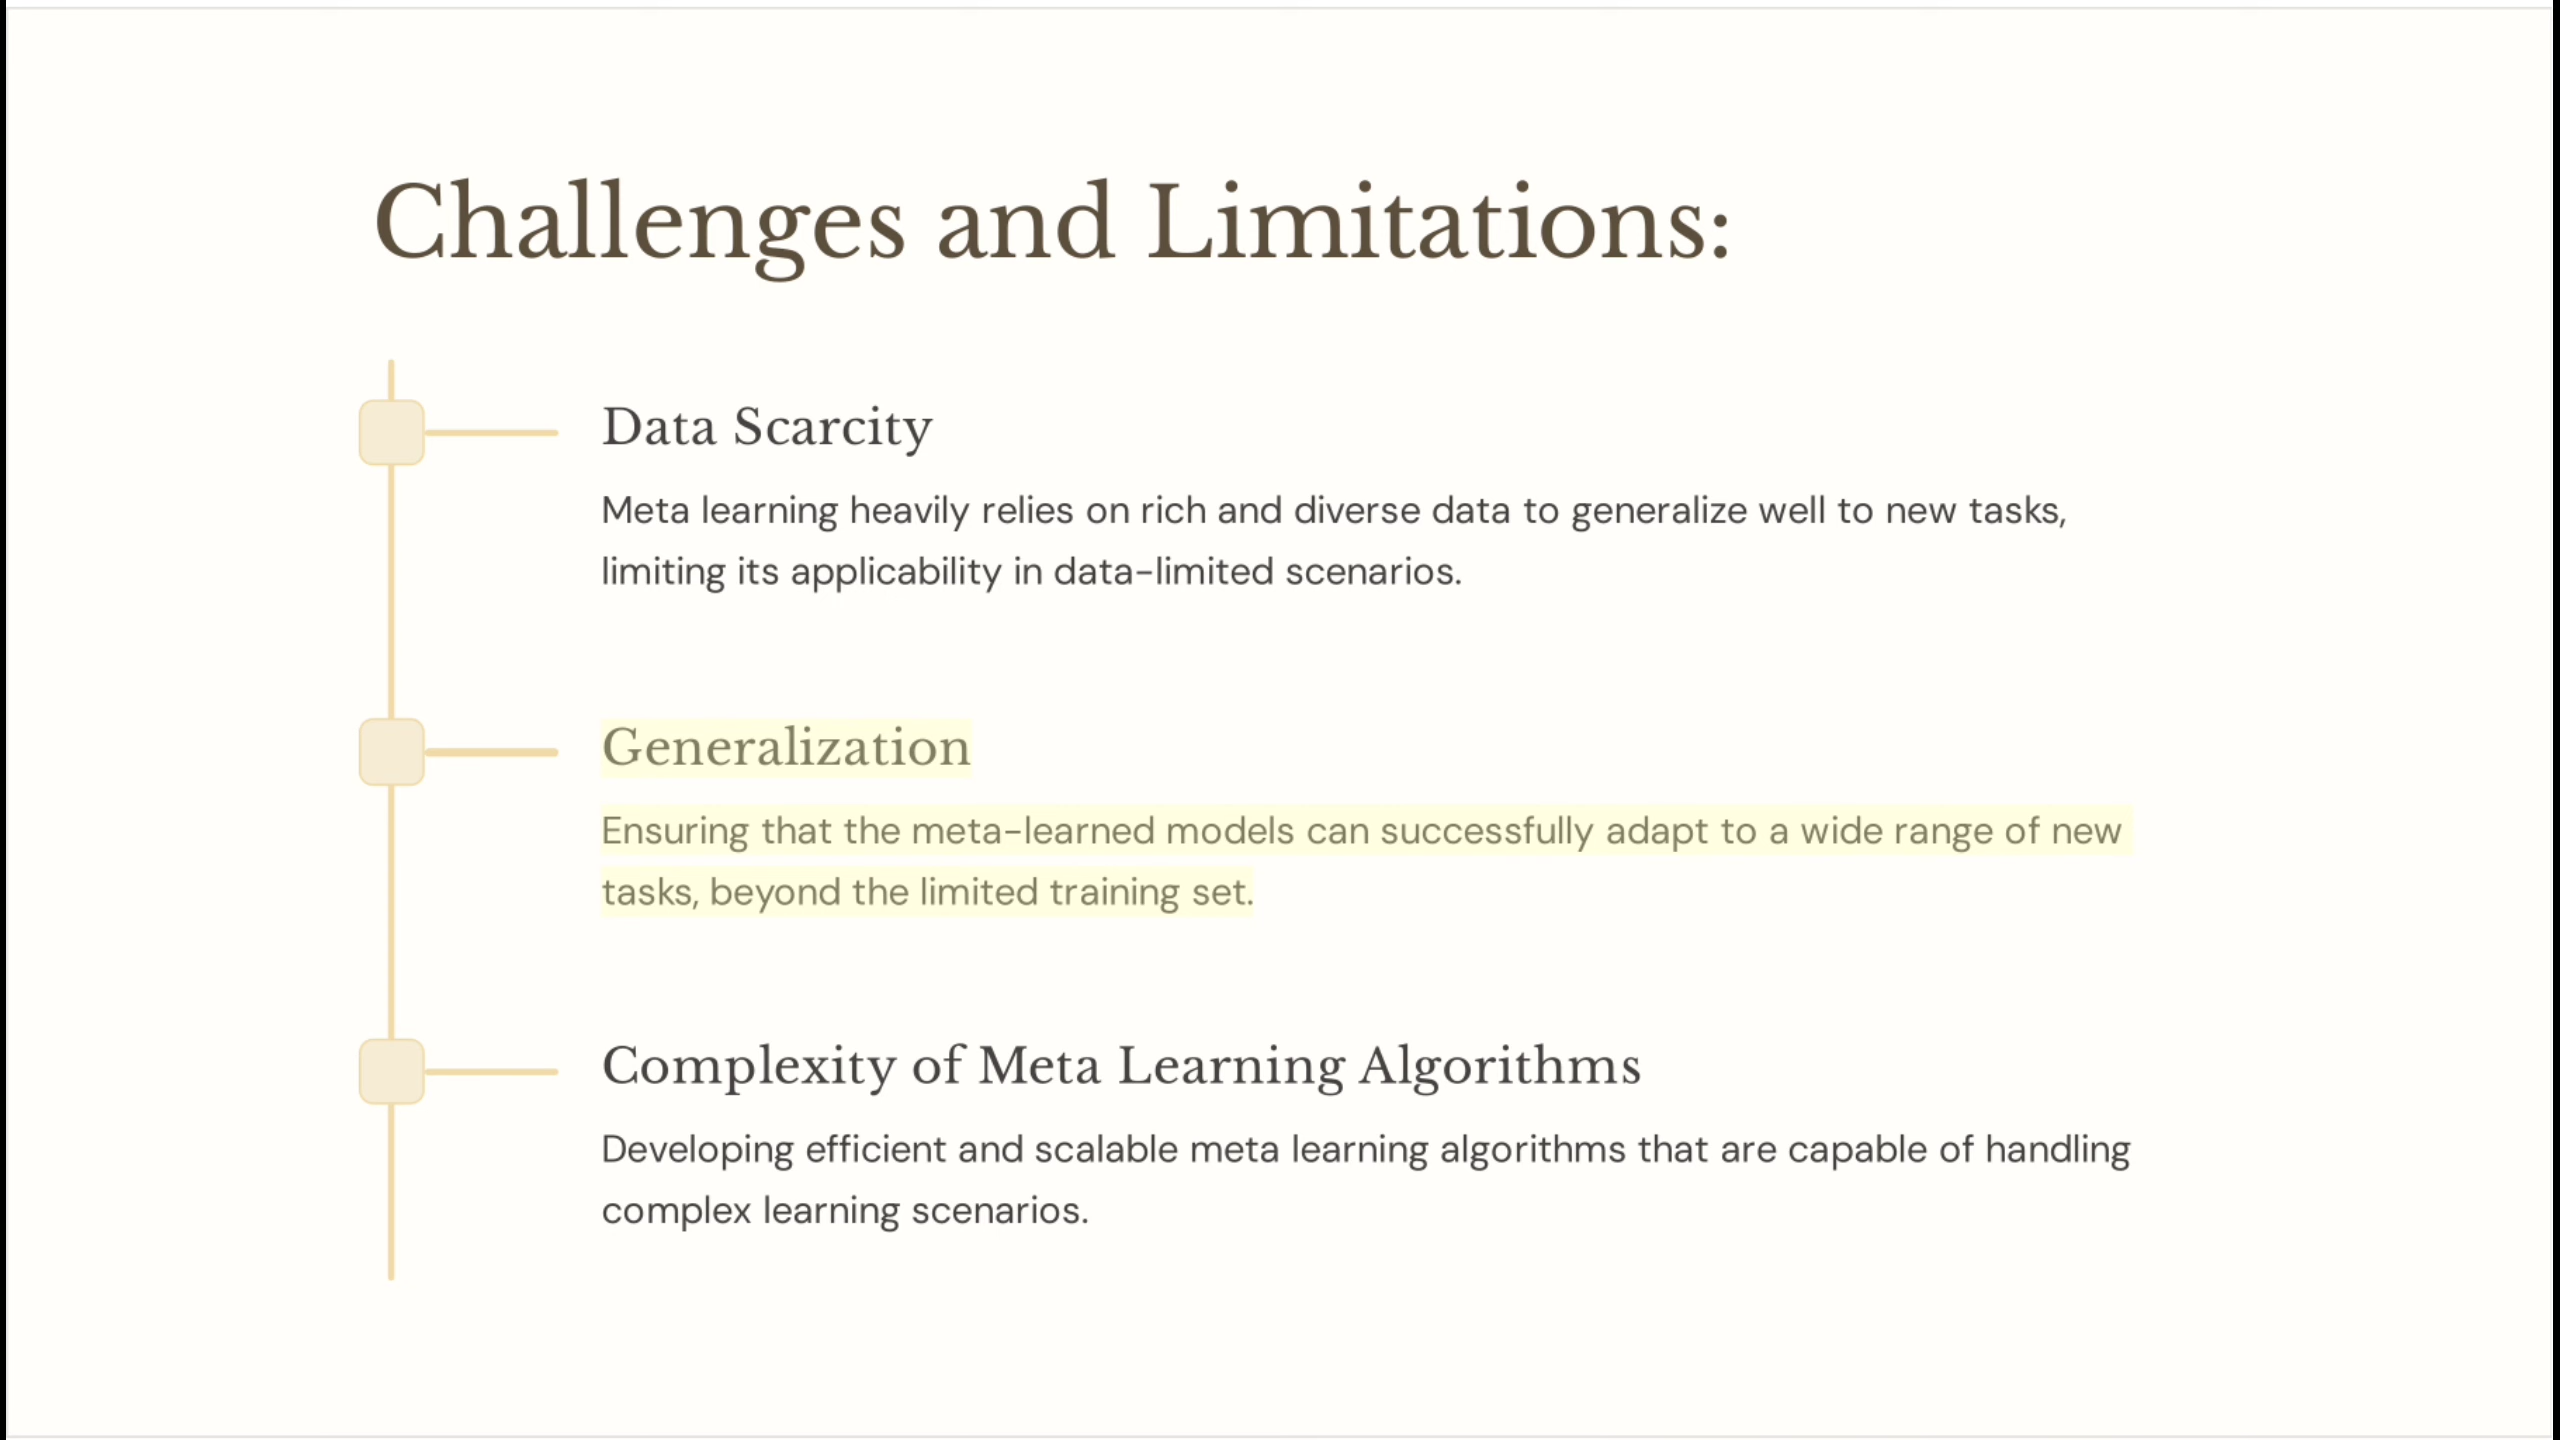 Challenges and Limitations:
Data Scarcity
Meta learning heavily relies on rich and diverse data to generalize well to new tasks,
limiting its applicability in data-limited scenarios.
Generalization
Ensuring that the meta-learned models can successfully adapt to a wide range of new
tasks, beyond the limited training set.
Complexity of Meta Learning Algorithms
Developing efficient and scalable meta learning algorithms that are capable of handling
complex learning scenarios.